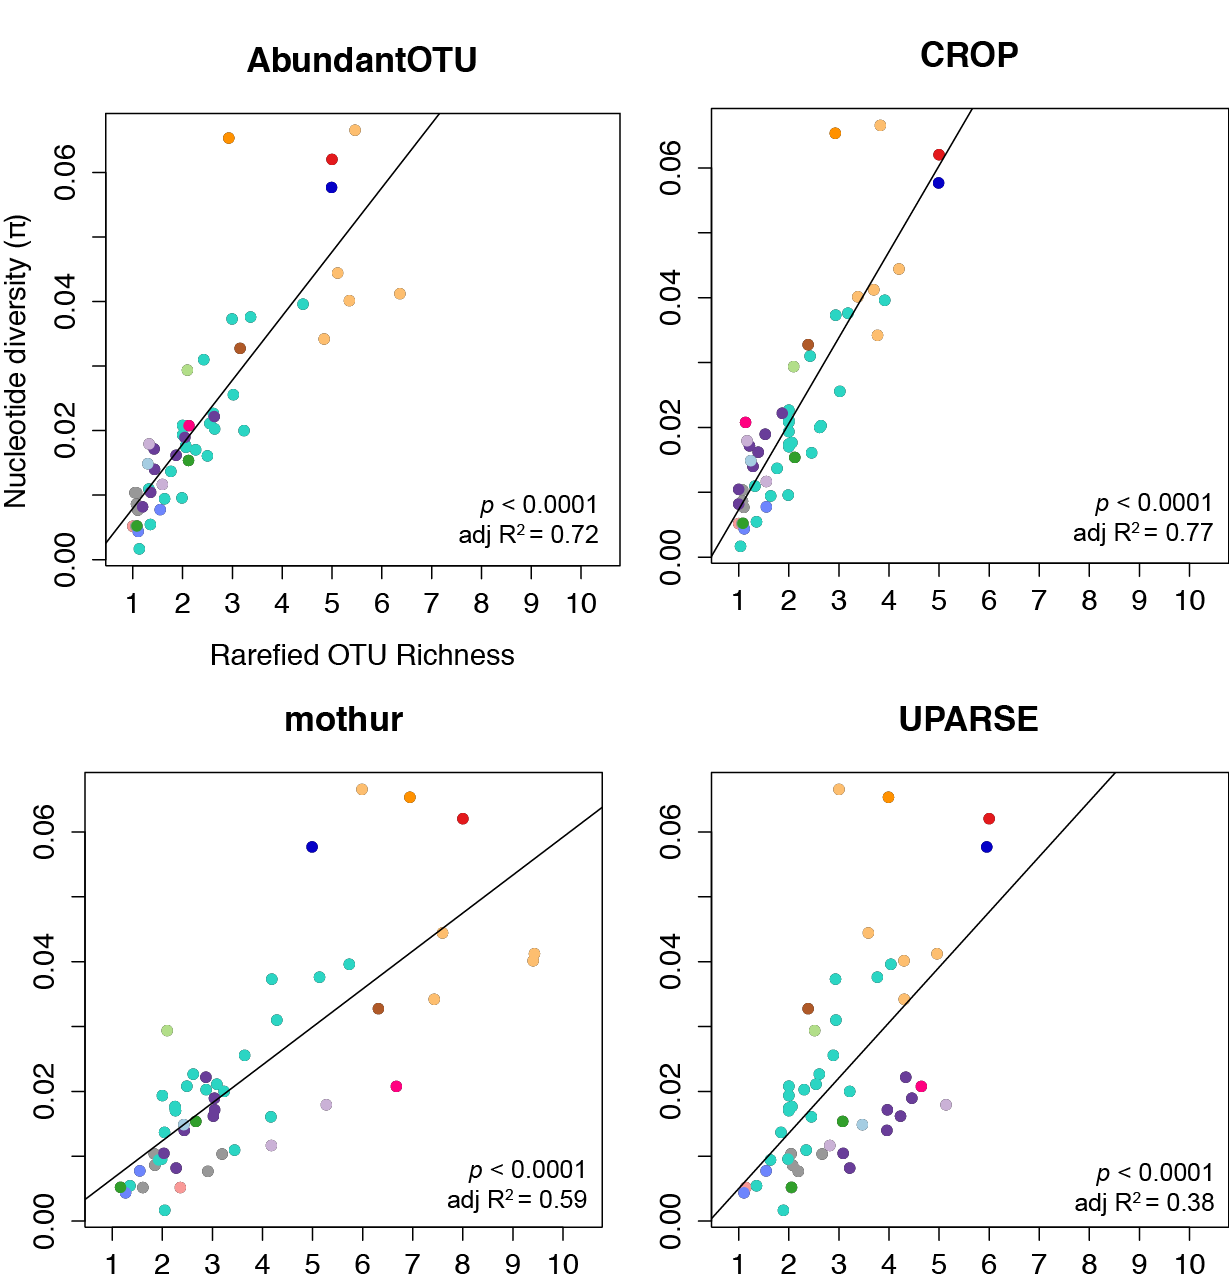 AbundantOTU
Nucleotide diversity (π)
0.00 0.02 0.04 0.06
p < 0.0001
adj R² = 0.72
1 2 3 4 5 6 7 8 9 10
Rarefied OTU Richness
CROP
0.00 0.02 0.04 0.06
p < 0.0001
adj R² = 0.77
1 2 3 4 5 6 7 8 9 10
mothur
0.00 0.02 0.04 0.06
p < 0.0001
adj R² = 0.59
1 2 3 4 5 6 7 8 9 10
UPARSE
0.00 0.02 0.04 0.06
p < 0.0001
adj R² = 0.38
1 2 3 4 5 6 7 8 9 10